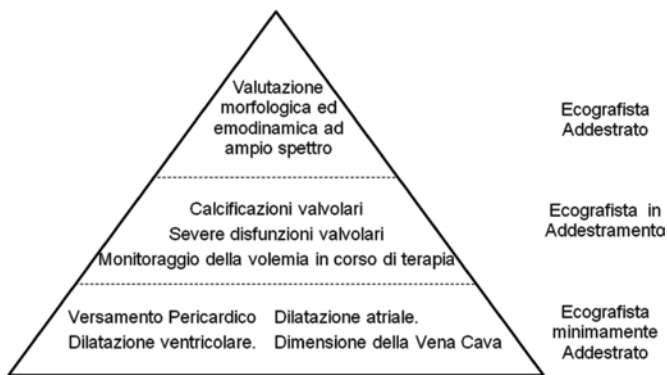 Valutazione
morfologica ed
emodinamica ad
ampio spettro
Ecografista
Addestrato
Calcificazioni valvolari
Severe disfunzioni valvolari
Monitoraggio della volemia in corso di terapia
Ecografista in
Addestramento
Versamento Pericardico Dilatazione atriale.
Dilatazione ventricolare. Dimensione della Vena Cava
Ecografista
minimamente
Addestrato